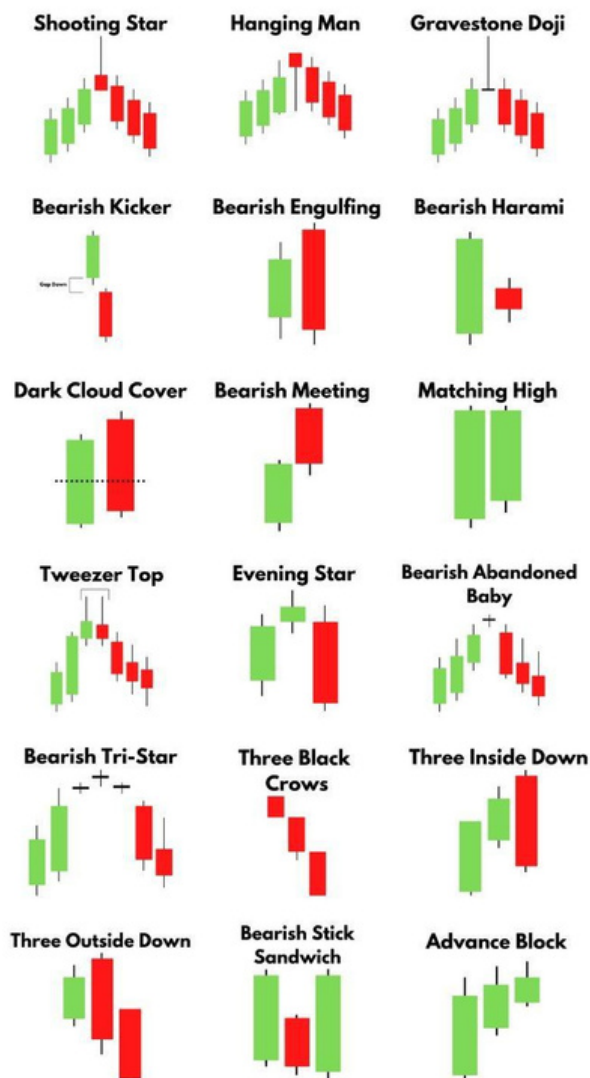 Shooting Star
Hanging Man
Gravestone Doji
Bearish Kicker
Bearish Engulfing
Bearish Harami
Gap Down
Dark Cloud Cover
Bearish Meeting
Matching High
Tweezer Top
Evening Star
Bearish Abandoned
Baby
Bearish Tri-Star
Three Black
Crows
Three Inside Down
Three Outside Down
Bearish Stick
Sandwich
Advance Block